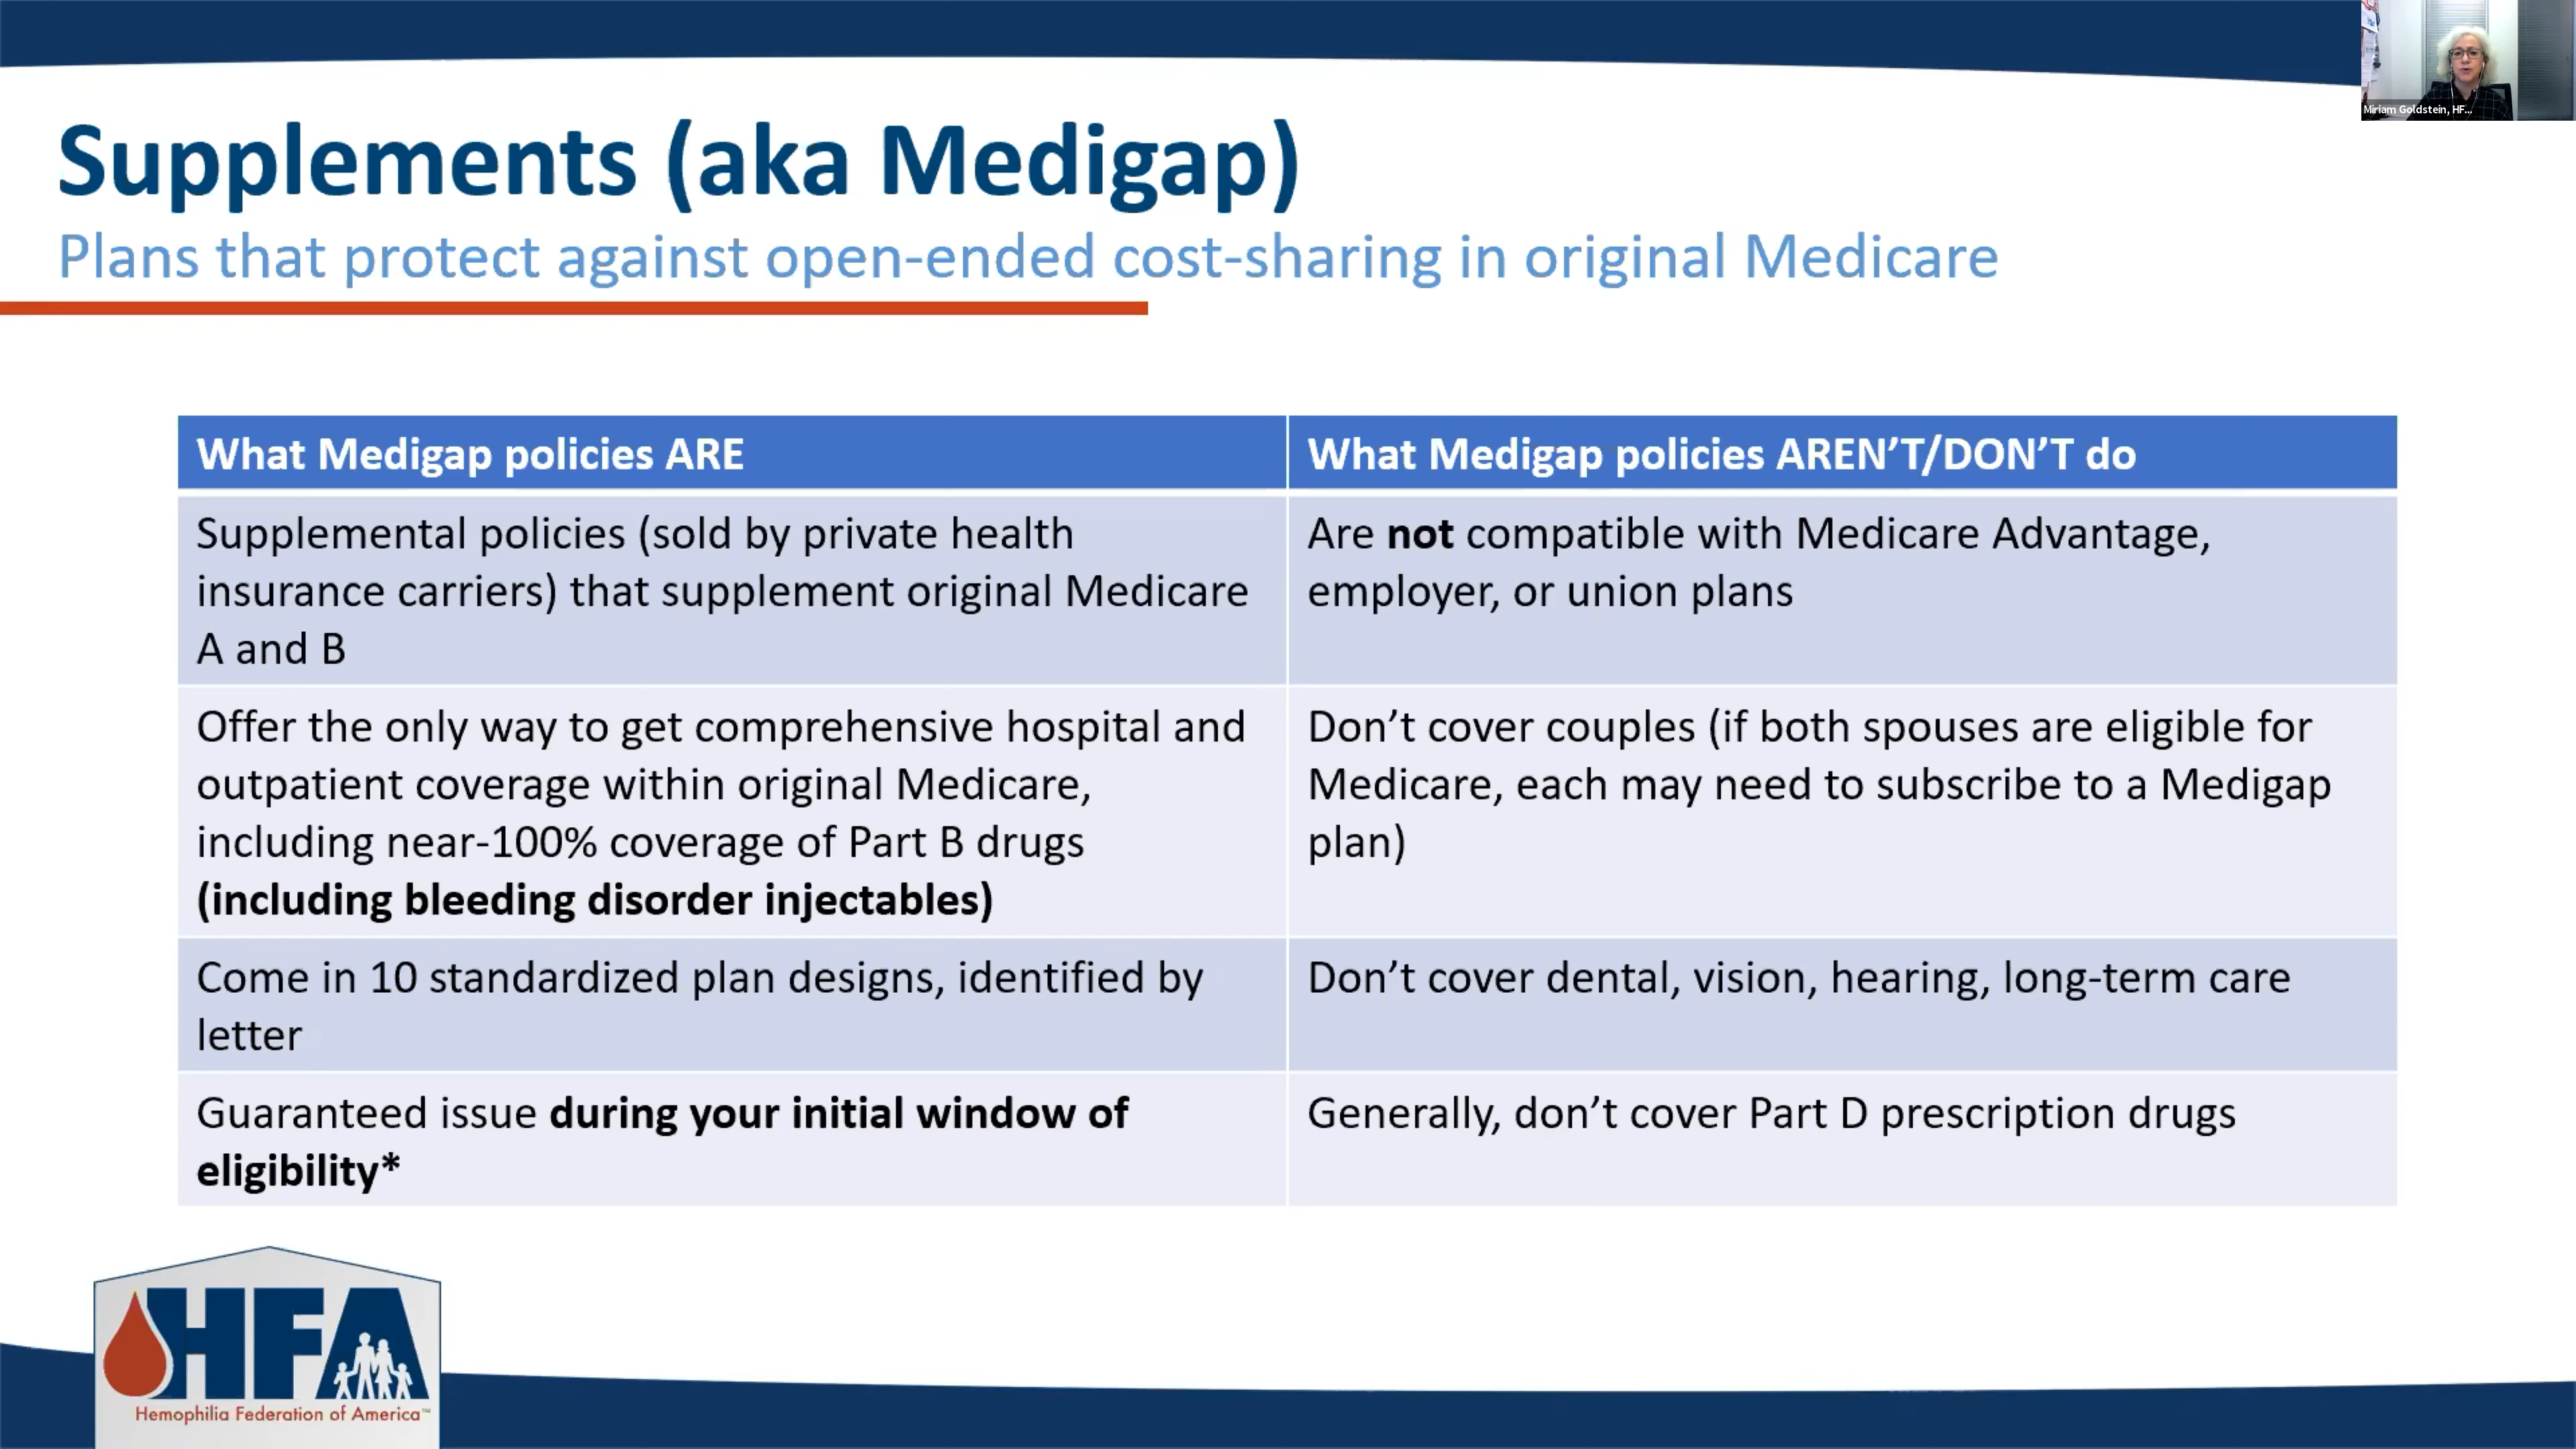 Miriam Goldstein, HF...
Supplements (aka Medigap)
Plans that protect against open-ended cost-sharing in original Medicare
What Medigap policies ARE
What Medigap policies AREN'T/DON'T do
Supplemental policies (sold by private health
insurance carriers) that supplement original Medicare
A and B
Are not compatible with Medicare Advantage,
employer, or union plans
Offer the only way to get comprehensive hospital and
outpatient coverage within original Medicare,
including near-100% coverage of Part B drugs
(including bleeding disorder injectables)
Don't cover couples (if both spouses are eligible for
Medicare, each may need to subscribe to a Medigap
plan)
Come in 10 standardized plan designs, identified by
letter
Don't cover dental, vision, hearing, long-term care
Guaranteed issue during your initial window of
eligibility*
Generally, don't cover Part D prescription drugs
HFA
Hemophilia Federation of America™